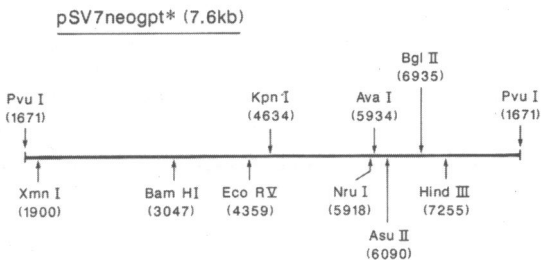 pSV7neogpt* (7.6kb)
Bgl II
(6935)
Pvu I
(1671)
Kpn I
(4634)
Ava I
(5934)
Pvu I
(1671)
Xmn I
(1900)
Bam HI
(3047)
Eco RV
(4359)
Nru I
(5918)
Hind III
(7255)
Asu II
(6090)